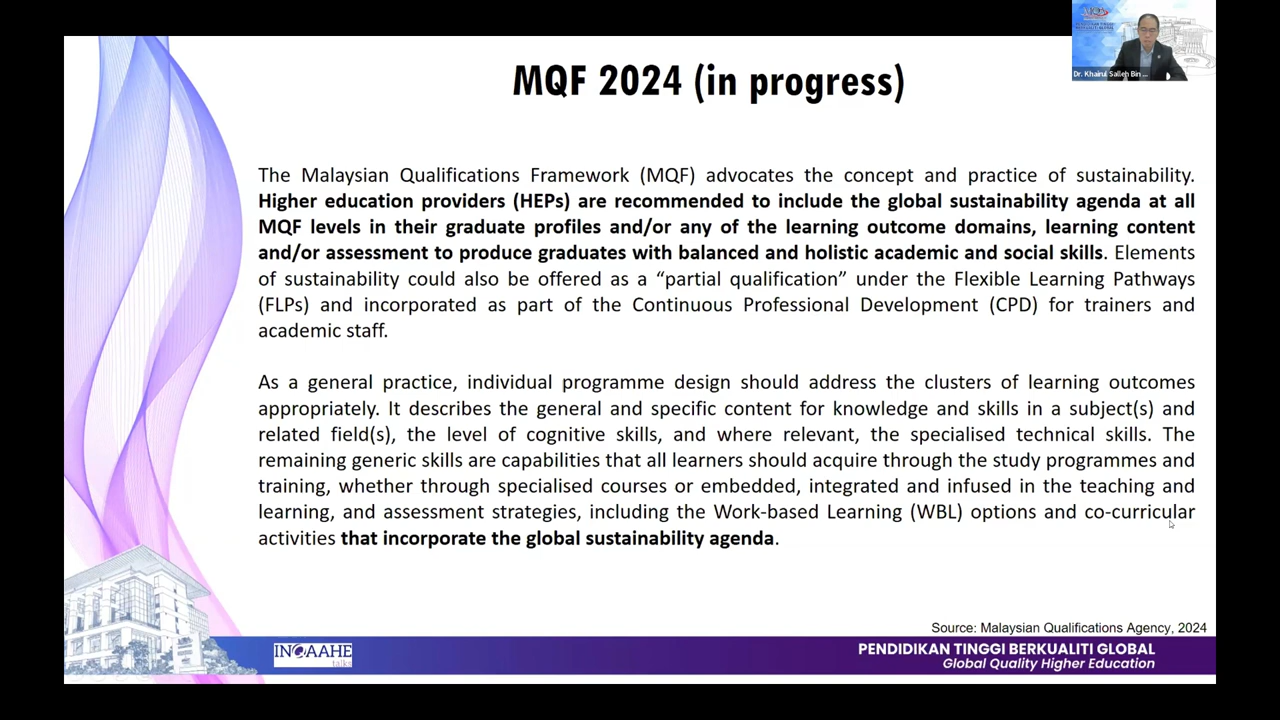 MQF 2024 (in progress)
Dr. Khairul Salleh Bin ...
The Malaysian Qualifications Framework (MQF) advocates the concept and practice of sustainability.
Higher education providers (HEPs) are recommended to include the global sustainability agenda at all
MQF levels in their graduate profiles and/or any of the learning outcome domains, learning content
and/or assessment to produce graduates with balanced and holistic academic and social skills. Elements
of sustainability could also be offered as a “partial qualification” under the Flexible Learning Pathways
(FLPs) and incorporated as part of the Continuous Professional Development (CPD) for trainers and
academic staff.
As a general practice, individual programme design should address the clusters of learning outcomes
appropriately. It describes the general and specific content for knowledge and skills in a subject(s) and
related field(s), the level of cognitive skills, and where relevant, the specialised technical skills. The
remaining generic skills are capabilities that all learners should acquire through the study programmes and
training, whether through specialised courses or embedded, integrated and infused in the teaching and
learning, and assessment strategies, including the Work-based Learning (WBL) options and co-curricular
activities that incorporate the global sustainability agenda.
Source: Malaysian Qualifications Agency, 2024
INQAAHE
talks
PENDIDIKAN TINGGI BERKUALITI GLOBAL
Global Quality Higher Education